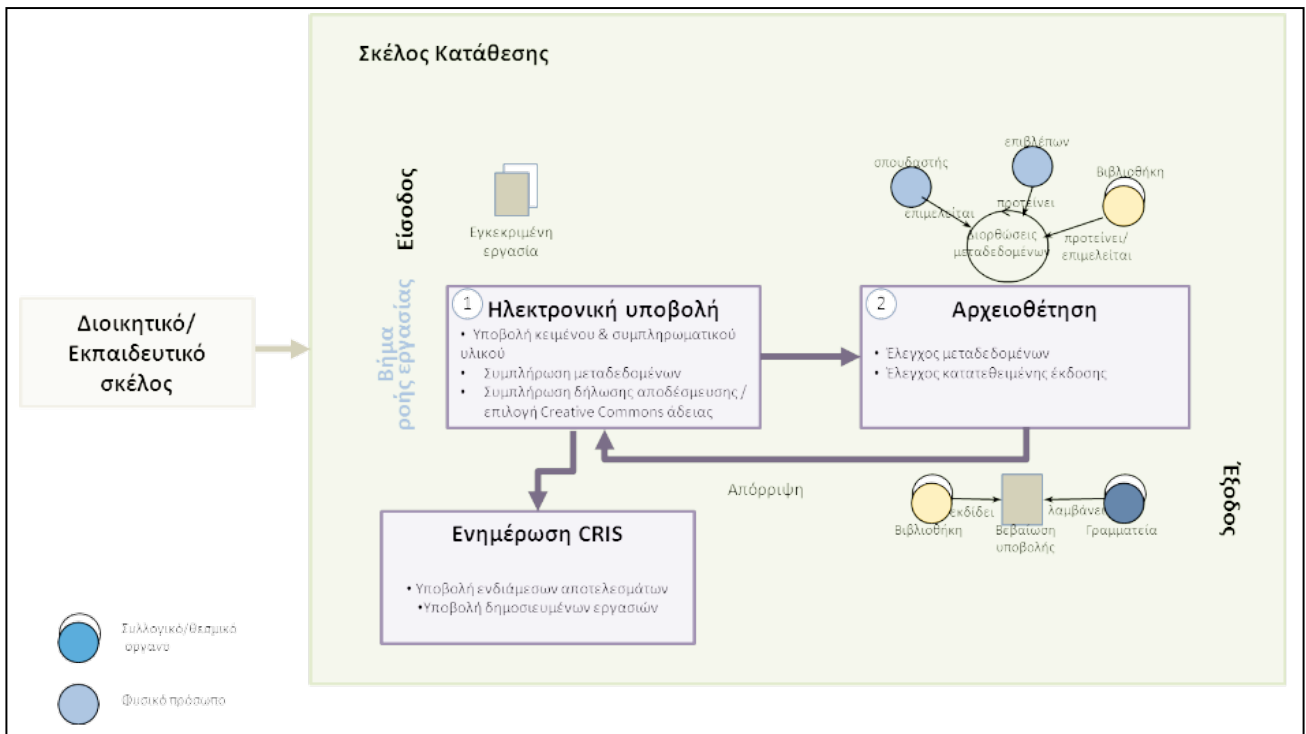 Σκέλος Κατάθεσης
Είσοδος
Εγκεκριμένη
εργασία
σπουδαστής
επιβλέπων
Βιβλιοθήκη
επιμελείται
προτείνει
Διορθώσεις
μεταδεδομένων
προτείνει/
επιμελείται
Διοικητικό/
Εκπαιδευτικό
σκέλος
Βήμα
ροής εργασίας
1
Ηλεκτρονική υποβολή
• Υποβολή κειμένου & συμπληρωματικού
υλικού
• Συμπλήρωση μεταδεδομένων
• Συμπλήρωση δήλωσης αποδέσμευσης /
επιλογή Creative Commons άδειας
2
Αρχειοθέτηση
• Έλεγχος μεταδεδομένων
• Έλεγχος κατατεθειμένης έκδοσης
Απόρριψη
Έξοδος
εκδίδει
λαμβάνει
Βιβλιοθήκη
Βεβαίωση
υποβολής
Γραμματεία
Ενημέρωση CRIS
• Υποβολή ενδιάμεσων αποτελεσμάτων
•Υποβολή δημοσιευμένων εργασιών
Συλλογικό/θεσμικό
όργανο
Φυσικό πρόσωπο